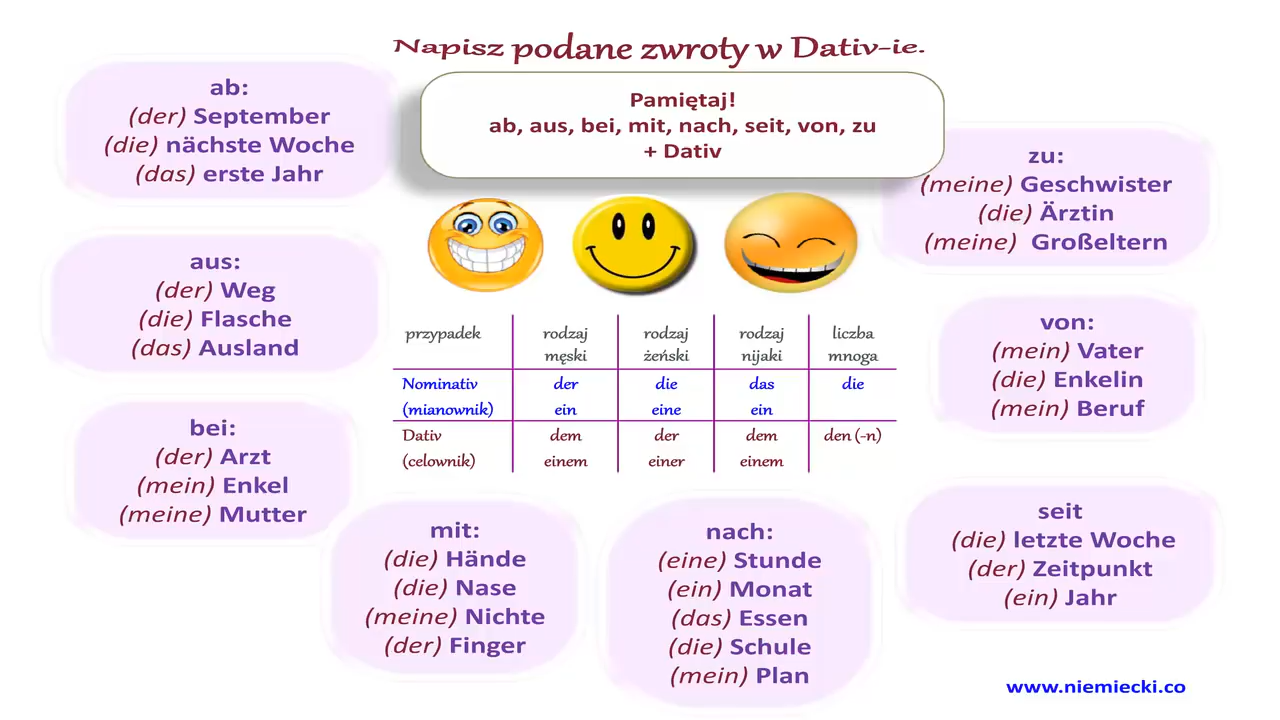 Napisz podane zwroty w Dativ-ie.
Pamiętaj!
ab, aus, bei, mit, nach, seit, von, zu
+ Dativ
ab:
(der) September
(die) nächste Woche
(das) erste Jahr
aus:
(der) Weg
(die) Flasche
(das) Ausland
bei:
(der) Arzt
(mein) Enkel
(meine) Mutter
mit:
(die) Hände
(die) Nase
(meine) Nichte
(der) Finger
nach:
(eine) Stunde
(ein) Monat
(das) Essen
(die) Schule
(mein) Plan
zu:
(meine) Geschwister
(die) Ärztin
(meine) Großeltern
von:
(mein) Vater
(die) Enkelin
(mein) Beruf
seit
(die) letzte Woche
(der) Zeitpunkt
(ein) Jahr
przypadek rodzaj rodzaj rodzaj liczba
męski żeński nijaki mnoga
Nominativ der die das die
(mianownik) ein eine ein
Dativ dem der dem den (-n)
(celownik) einem einer einem
www.niemiecki.co